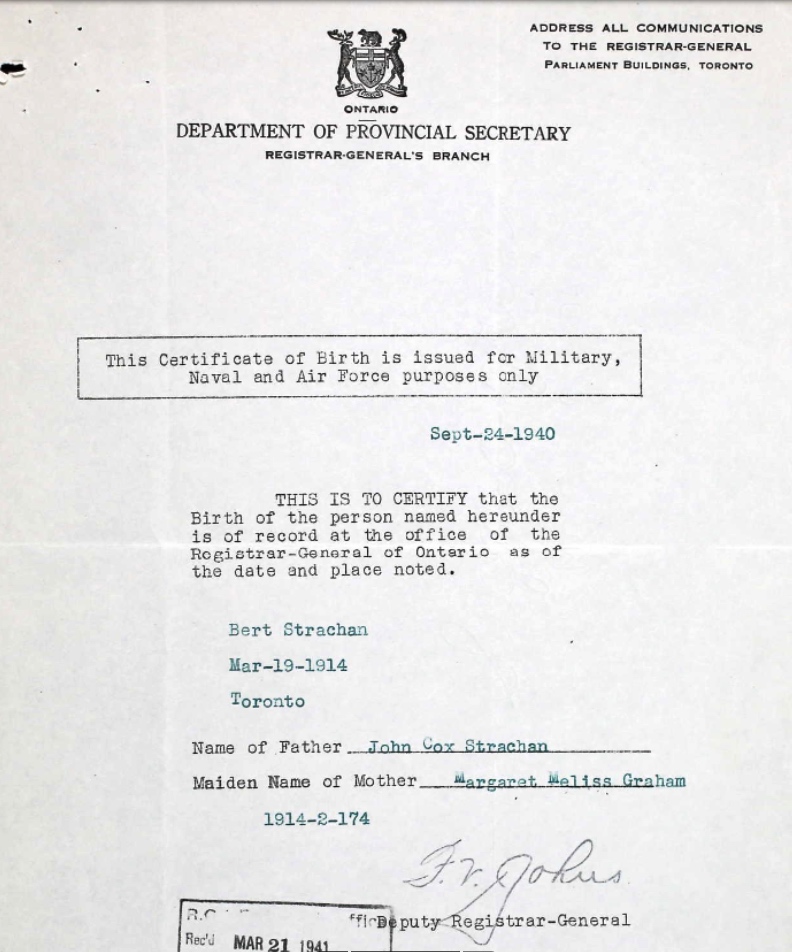 ADDRESS ALL COMMUNICATIONS
TO THE REGISTRAR-GENERAL
PARLIAMENT BUILDINGS, TORONTO
ONTARIO
DEPARTMENT OF PROVINCIAL SECRETARY
REGISTRAR-GENERAL'S BRANCH
This Certificate of Birth is issued for Military,
Naval and Air Force purposes only
Sept-24-1940
THIS IS TO CERTIFY that the
Birth of the person named hereunder
is of record at the office of the
Registrar-General of Ontario as of
the date and place noted.
Bert Strachan
Mar-19-1914
Toronto
Name of Father John Cox Strachan
Maiden Name of Mother Margaret Meliss Graham
1914-2-174
F.V. Johns
Deputy Registrar-General
Rec'd MAR 21 1941